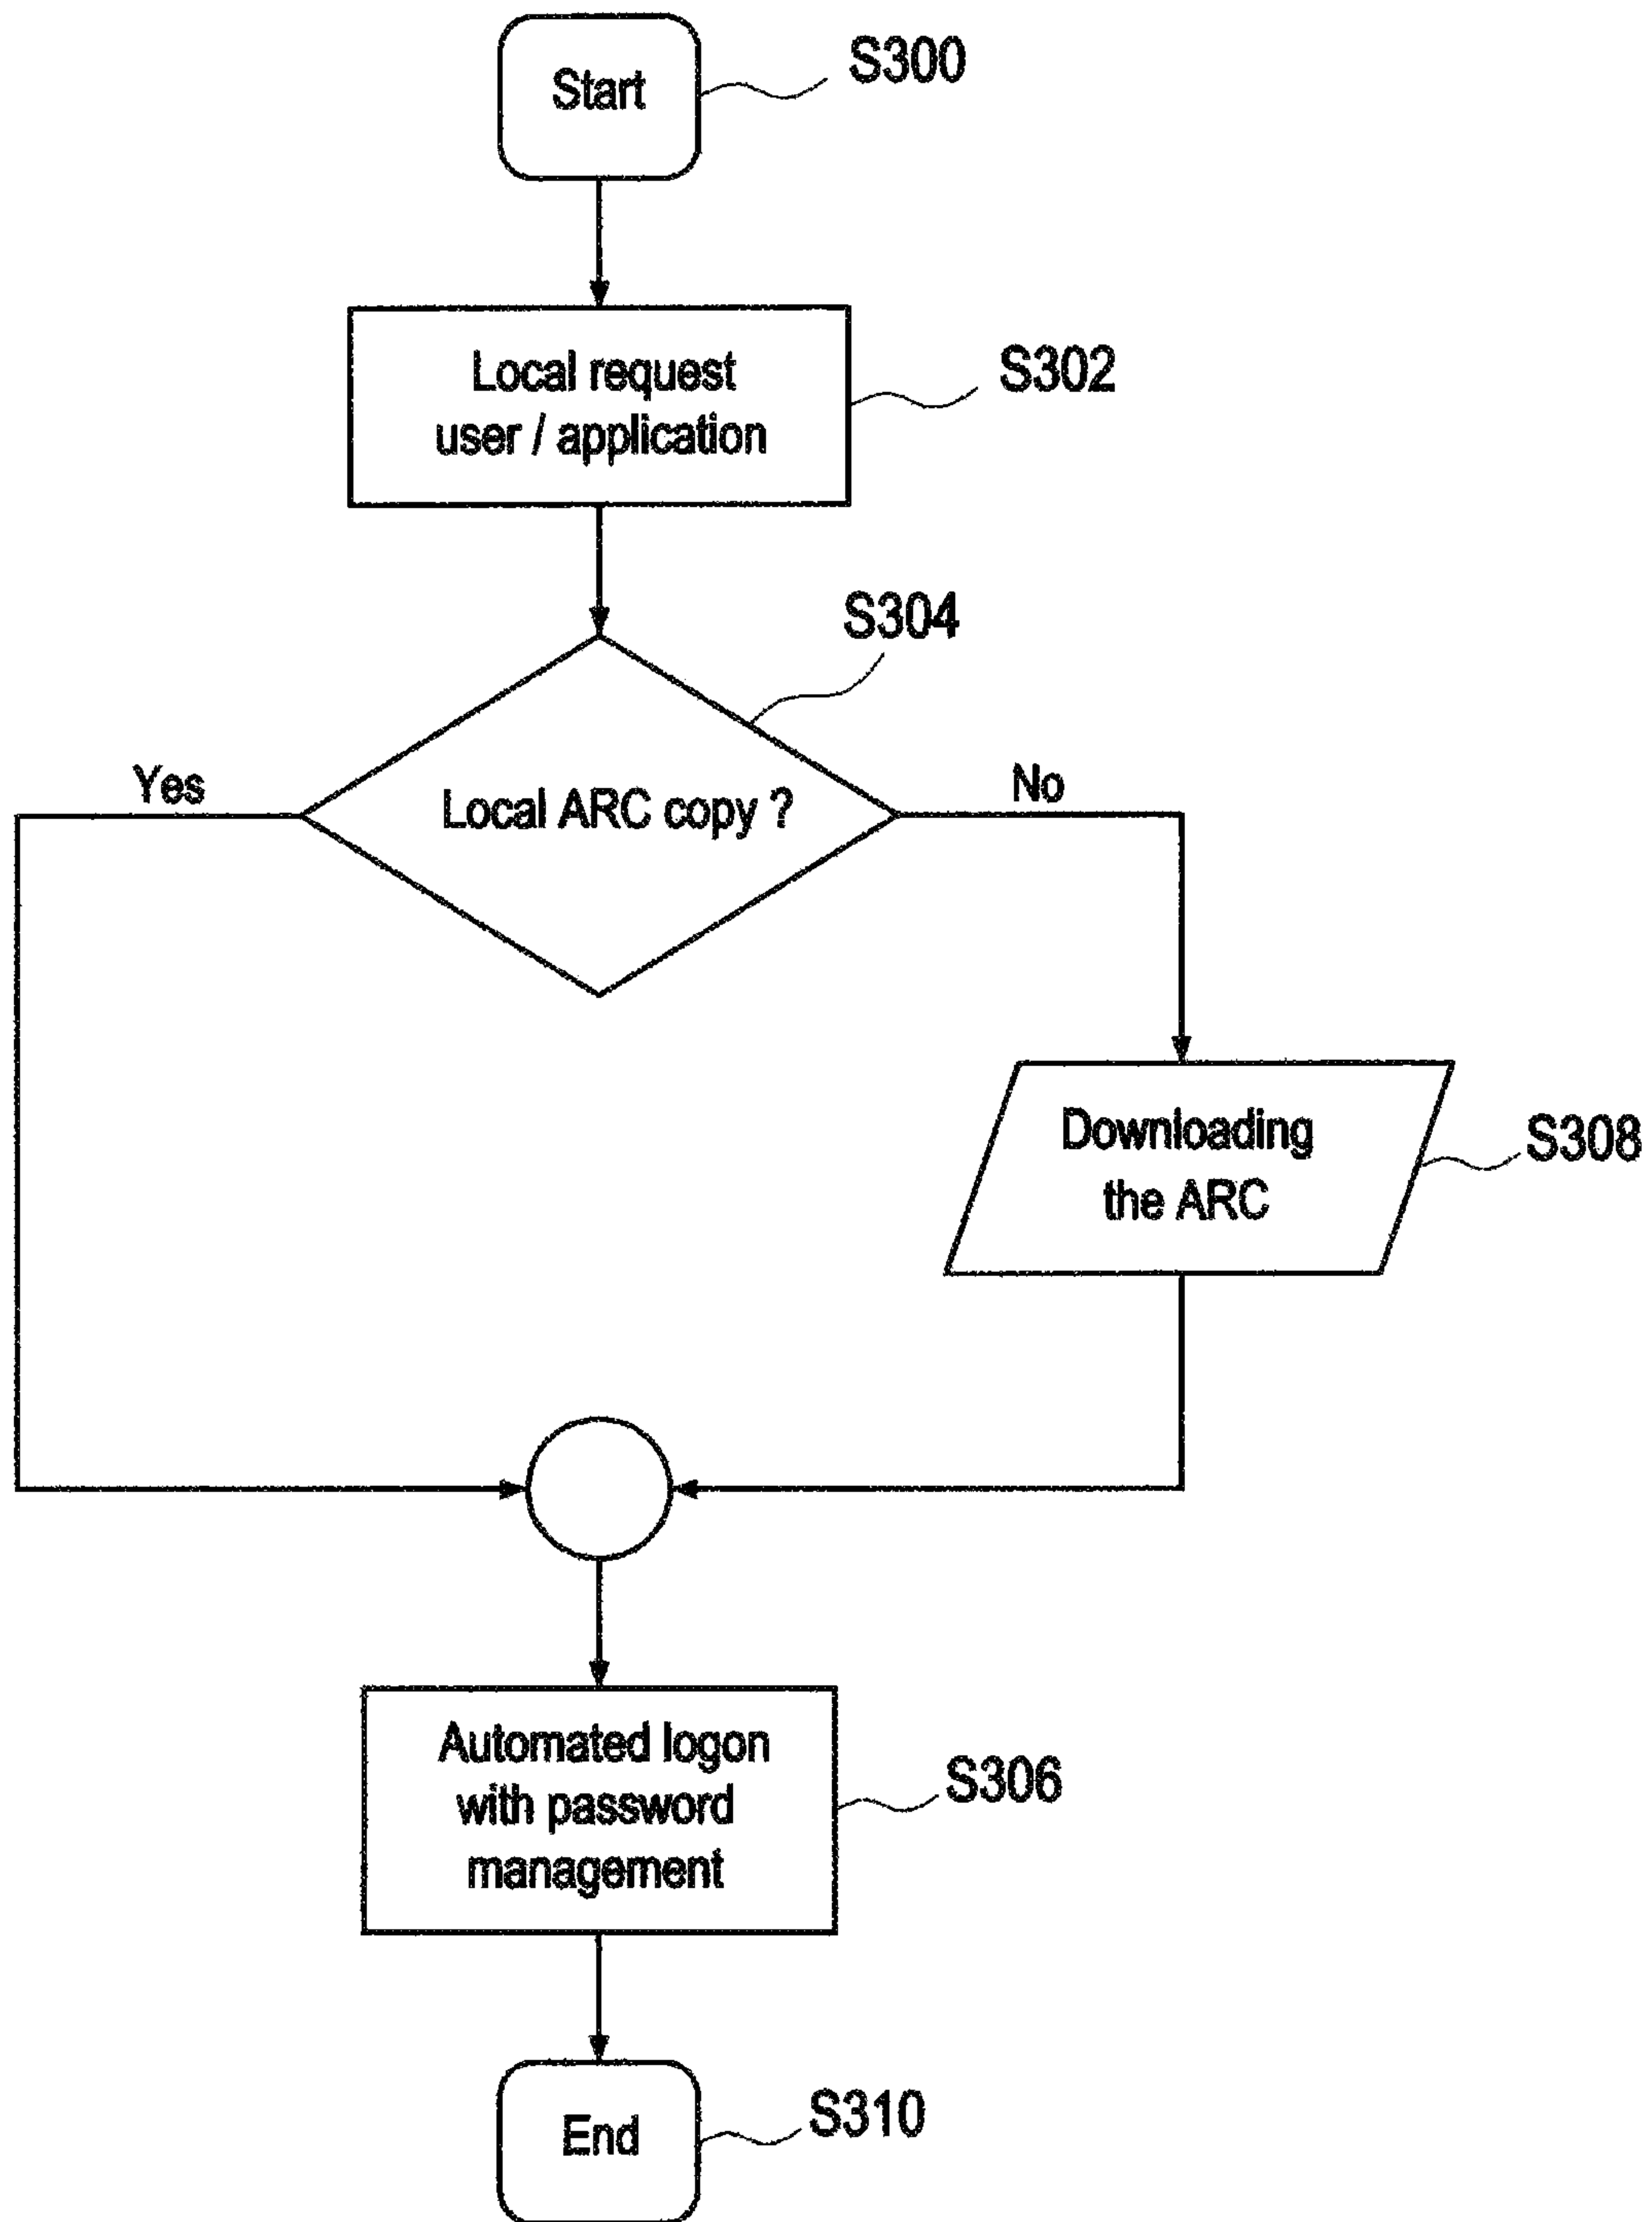 Start
S300
Local request
user / application
S302
S304
Yes
Local ARC copy ?
No
Downloading
the ARC
S308
Automated logon
with password
management
S306
End
S310